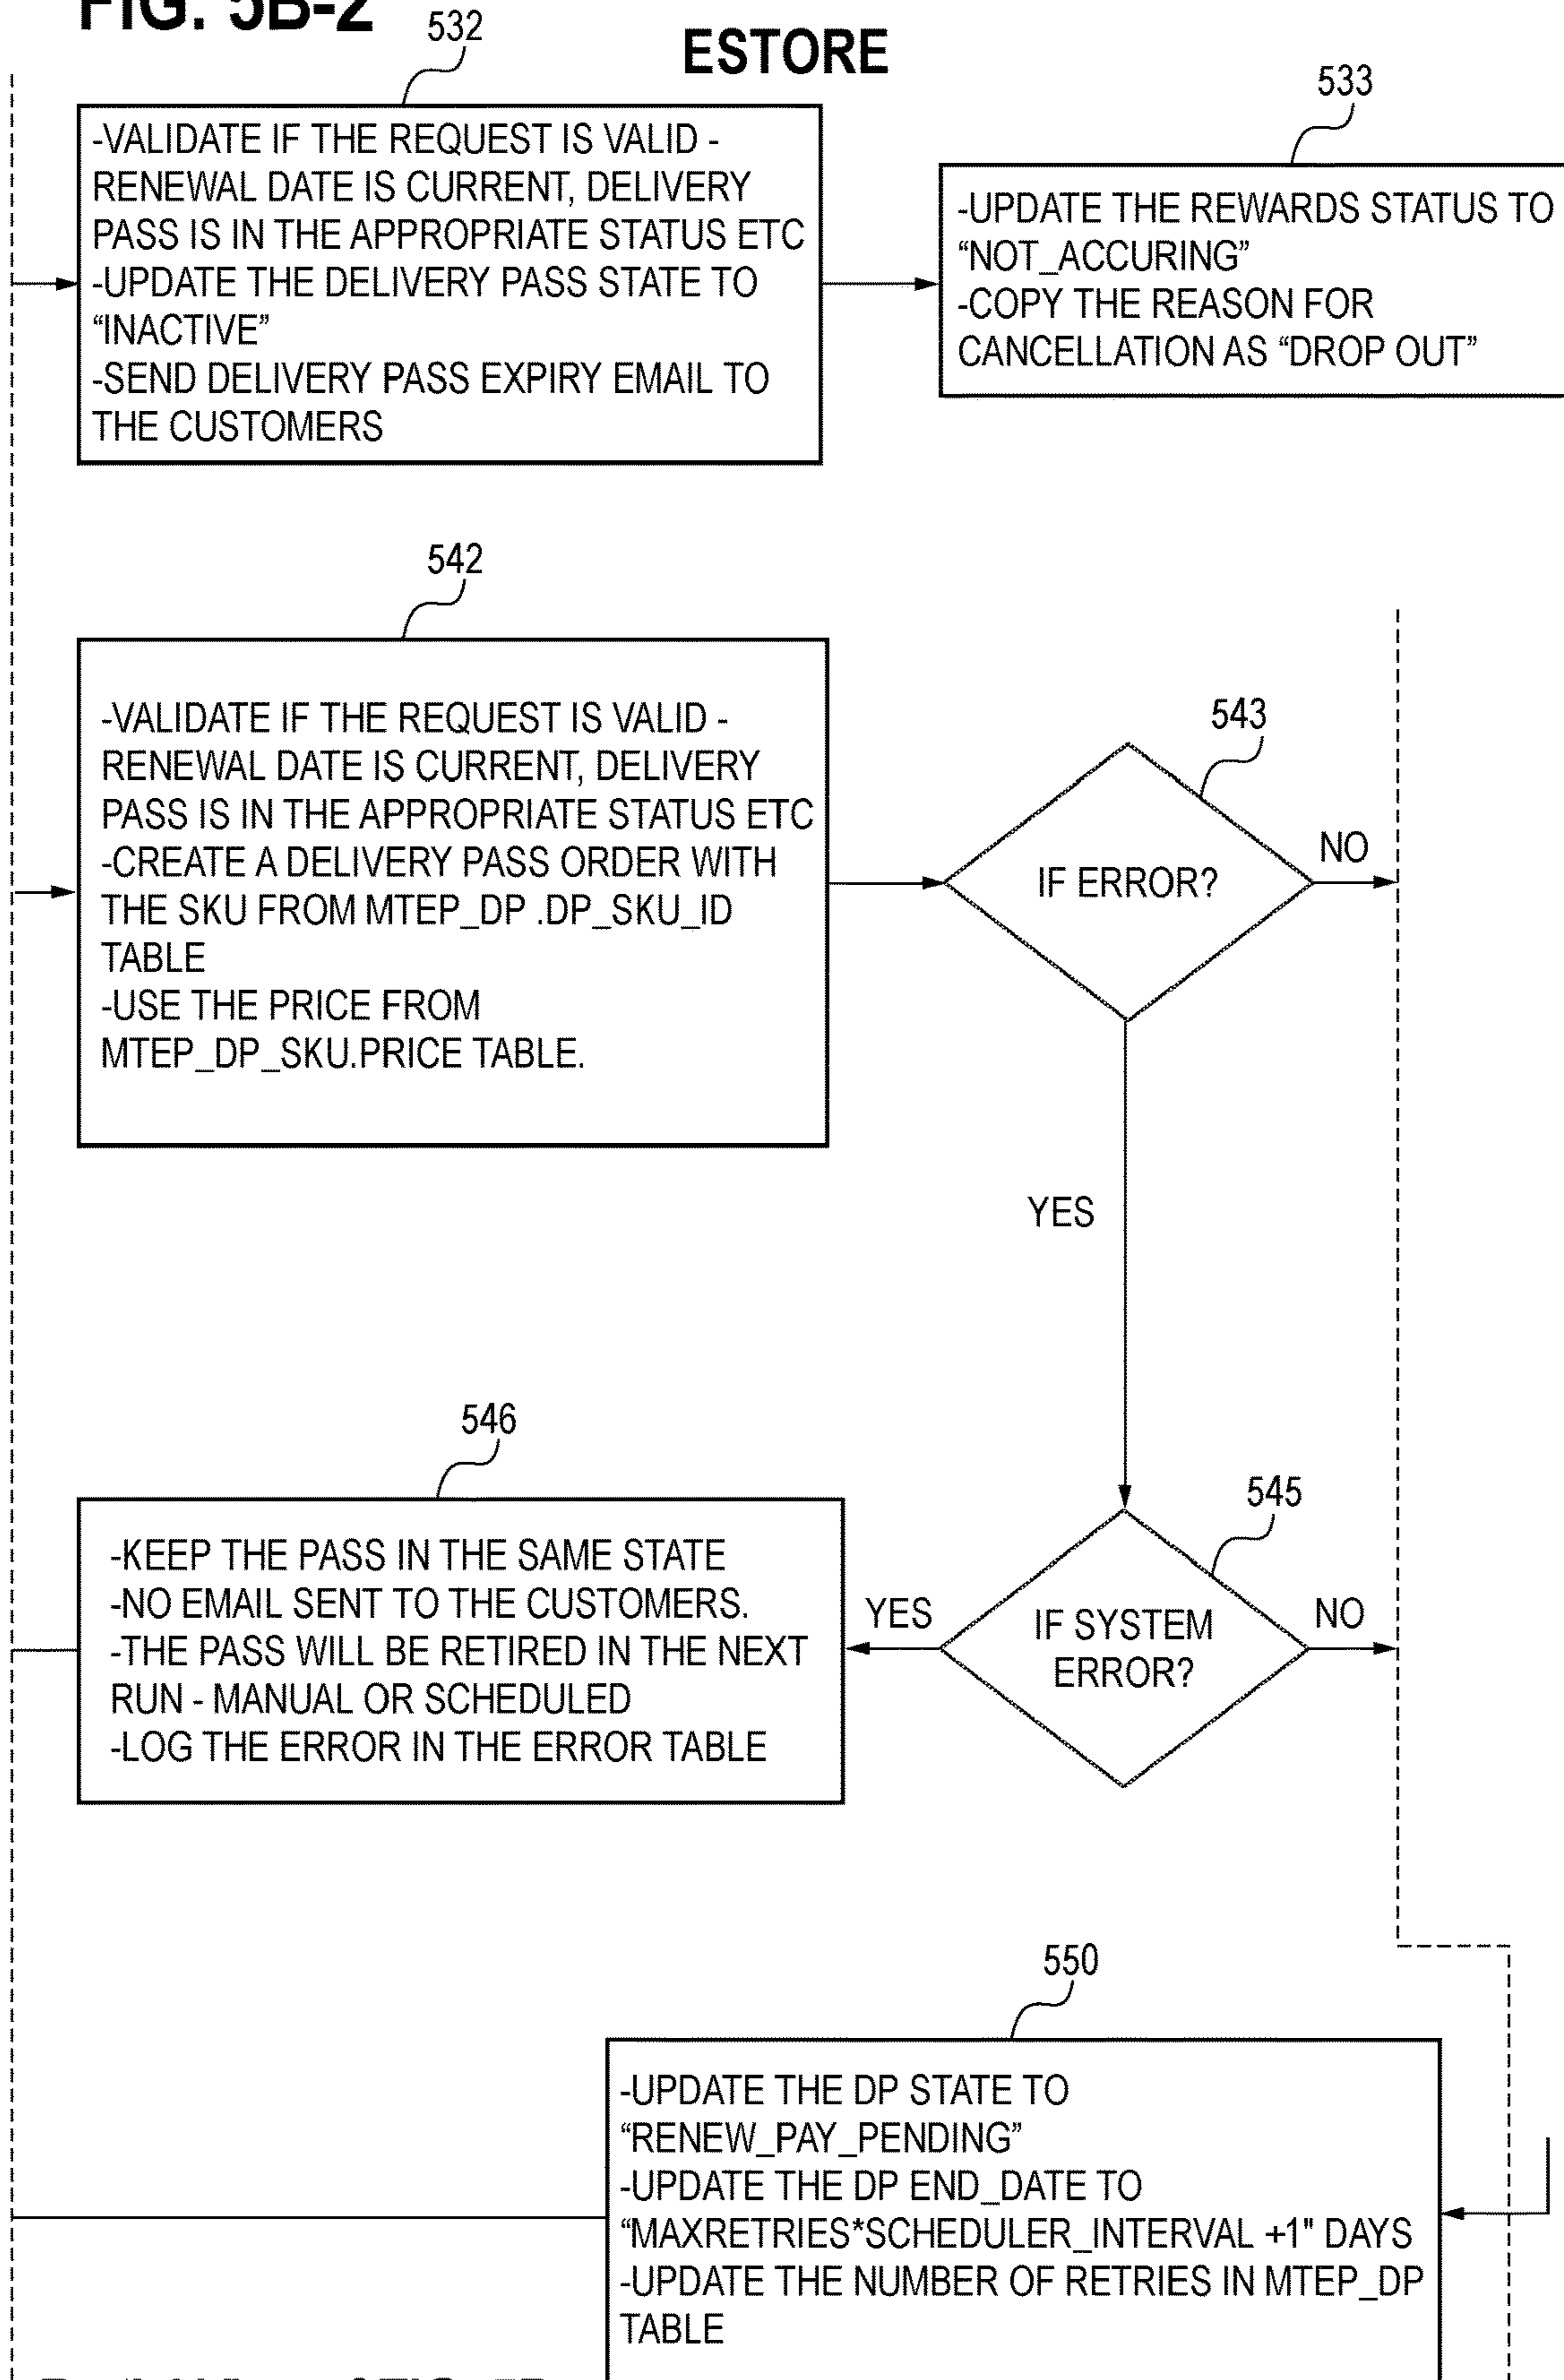 FIG. 5B-2
ESTORE
532
-VALIDATE IF THE REQUEST IS VALID -
RENEWAL DATE IS CURRENT, DELIVERY
PASS IS IN THE APPROPRIATE STATUS ETC
-UPDATE THE DELIVERY PASS STATE TO
“INACTIVE”
-SEND DELIVERY PASS EXPIRY EMAIL TO
THE CUSTOMERS
533
-UPDATE THE REWARDS STATUS TO
“NOT_ACCURING”
-COPY THE REASON FOR
CANCELLATION AS “DROP OUT”
542
-VALIDATE IF THE REQUEST IS VALID -
RENEWAL DATE IS CURRENT, DELIVERY
PASS IS IN THE APPROPRIATE STATUS ETC
-CREATE A DELIVERY PASS ORDER WITH
THE SKU FROM MTEP_DP .DP_SKU_ID
TABLE
-USE THE PRICE FROM
MTEP_DP_SKU.PRICE TABLE.
543
IF ERROR?
NO
YES
546
-KEEP THE PASS IN THE SAME STATE
-NO EMAIL SENT TO THE CUSTOMERS.
-THE PASS WILL BE RETIRED IN THE NEXT
RUN - MANUAL OR SCHEDULED
-LOG THE ERROR IN THE ERROR TABLE
545
YES
IF SYSTEM
ERROR?
NO
550
-UPDATE THE DP STATE TO
“RENEW_PAY_PENDING”
-UPDATE THE DP END_DATE TO
“MAXRETRIES*SCHEDULER_INTERVAL +1" DAYS
-UPDATE THE NUMBER OF RETRIES IN MTEP_DP
TABLE